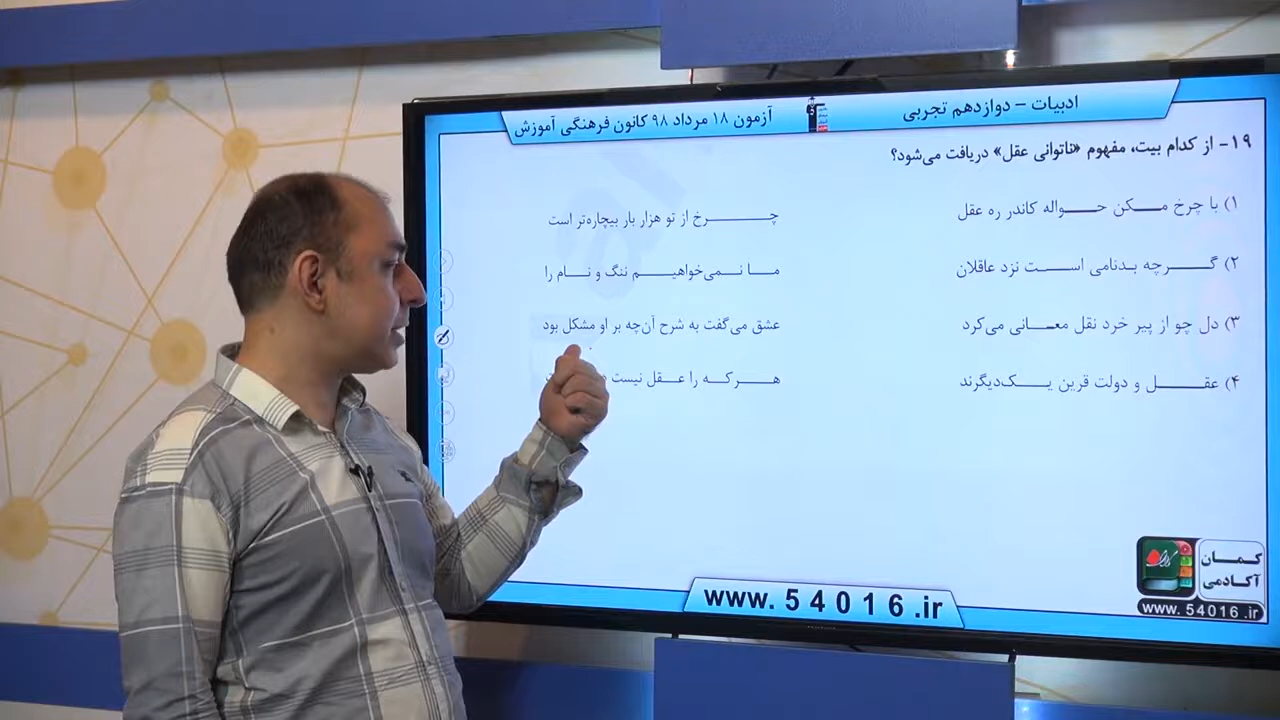 ادبیات – دوازدهم تجربی
آزمون ۱۸ مرداد ۹۸ کانون فرهنگی آموزش
۱۹- از کدام بیت، مفهوم «ناتوانی عقل» دریافت می‌شود؟
۱) با چرخ مکن حواله کاندر ره عقل چرخ از تو هزار بار بیچاره‌تر است
۲) گرچه بدنامی است نزد عاقلان ما نمی‌خواهیم ننگ و نام را
۳) دل چو از پیر خرد نقل معانی می‌کرد عشق می‌گفت به شرح آن‌چه بر او مشکل بود
۴) عقل و دولت قرین یک‌دیگرند هر که را عقل نیست
کمان
آکادمی
www. 54016 .ir
www. 54016 .ir